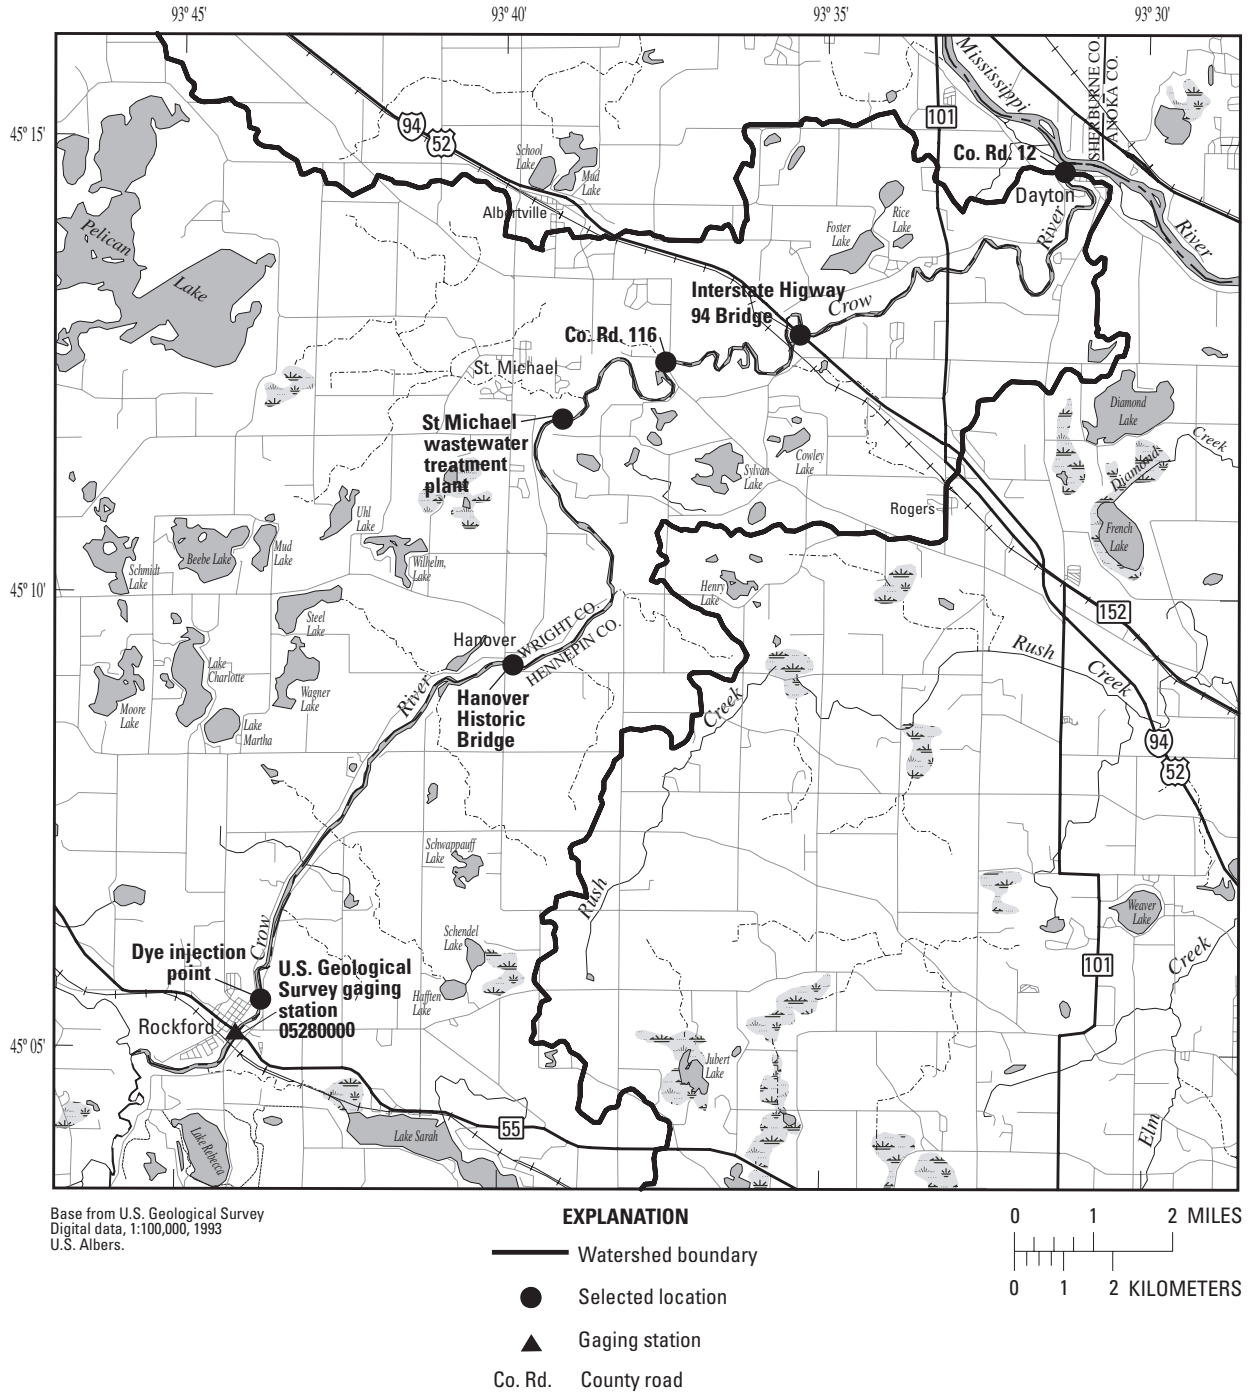 93° 45'
93° 40'
93° 35'
93° 30'
45° 15'
45° 10'
45° 05'
94
52
101
Mississippi
River
SHERBURNE CO.
ANOKA CO.
Co. Rd. 12
Dayton
River
School
Lake
Mud
Lake
Albertville
Rice
Lake
Foster
Lake
Pelican
Lake
Interstate Higway
94 Bridge
Crow
Co. Rd. 116
St. Michael
St Michael
wastewater
treatment
plant
Diamond
Lake
Creek
Diamond
Cowley
Lake
Sylvan
Lake
Rogers
French
Lake
Uhl
Lake
Beebe Lake
Mud
Lake
Wilhelm,
Lake
Schmidt
Lake
Henry
Lake
152
Steel
Lake
Hanover
WRIGHT CO.
HENNEPIN CO.
Rush
Creek
Lake
Charlotte
Wagner
Lake
Moore
Lake
Lake
Martha
River
Hanover
Historic
Bridge
Creek
94
52
Schwappauff
Lake
Rush
Weaver
Lake
Crow
Schendel
Lake
Creek
Dye injection
point
U.S. Geological
Survey gaging
station
05280000
Hafften
Lake
101
Rockford
Jubert
Lake
55
Lake Sarah
Lake Rebecca
Elm
Base from U.S. Geological Survey
Digital data, 1:100,000, 1993
U.S. Albers.
EXPLANATION
Watershed boundary
Selected location
Gaging station
Co. Rd. County road
0 1 2 MILES
0 1 2 KILOMETERS